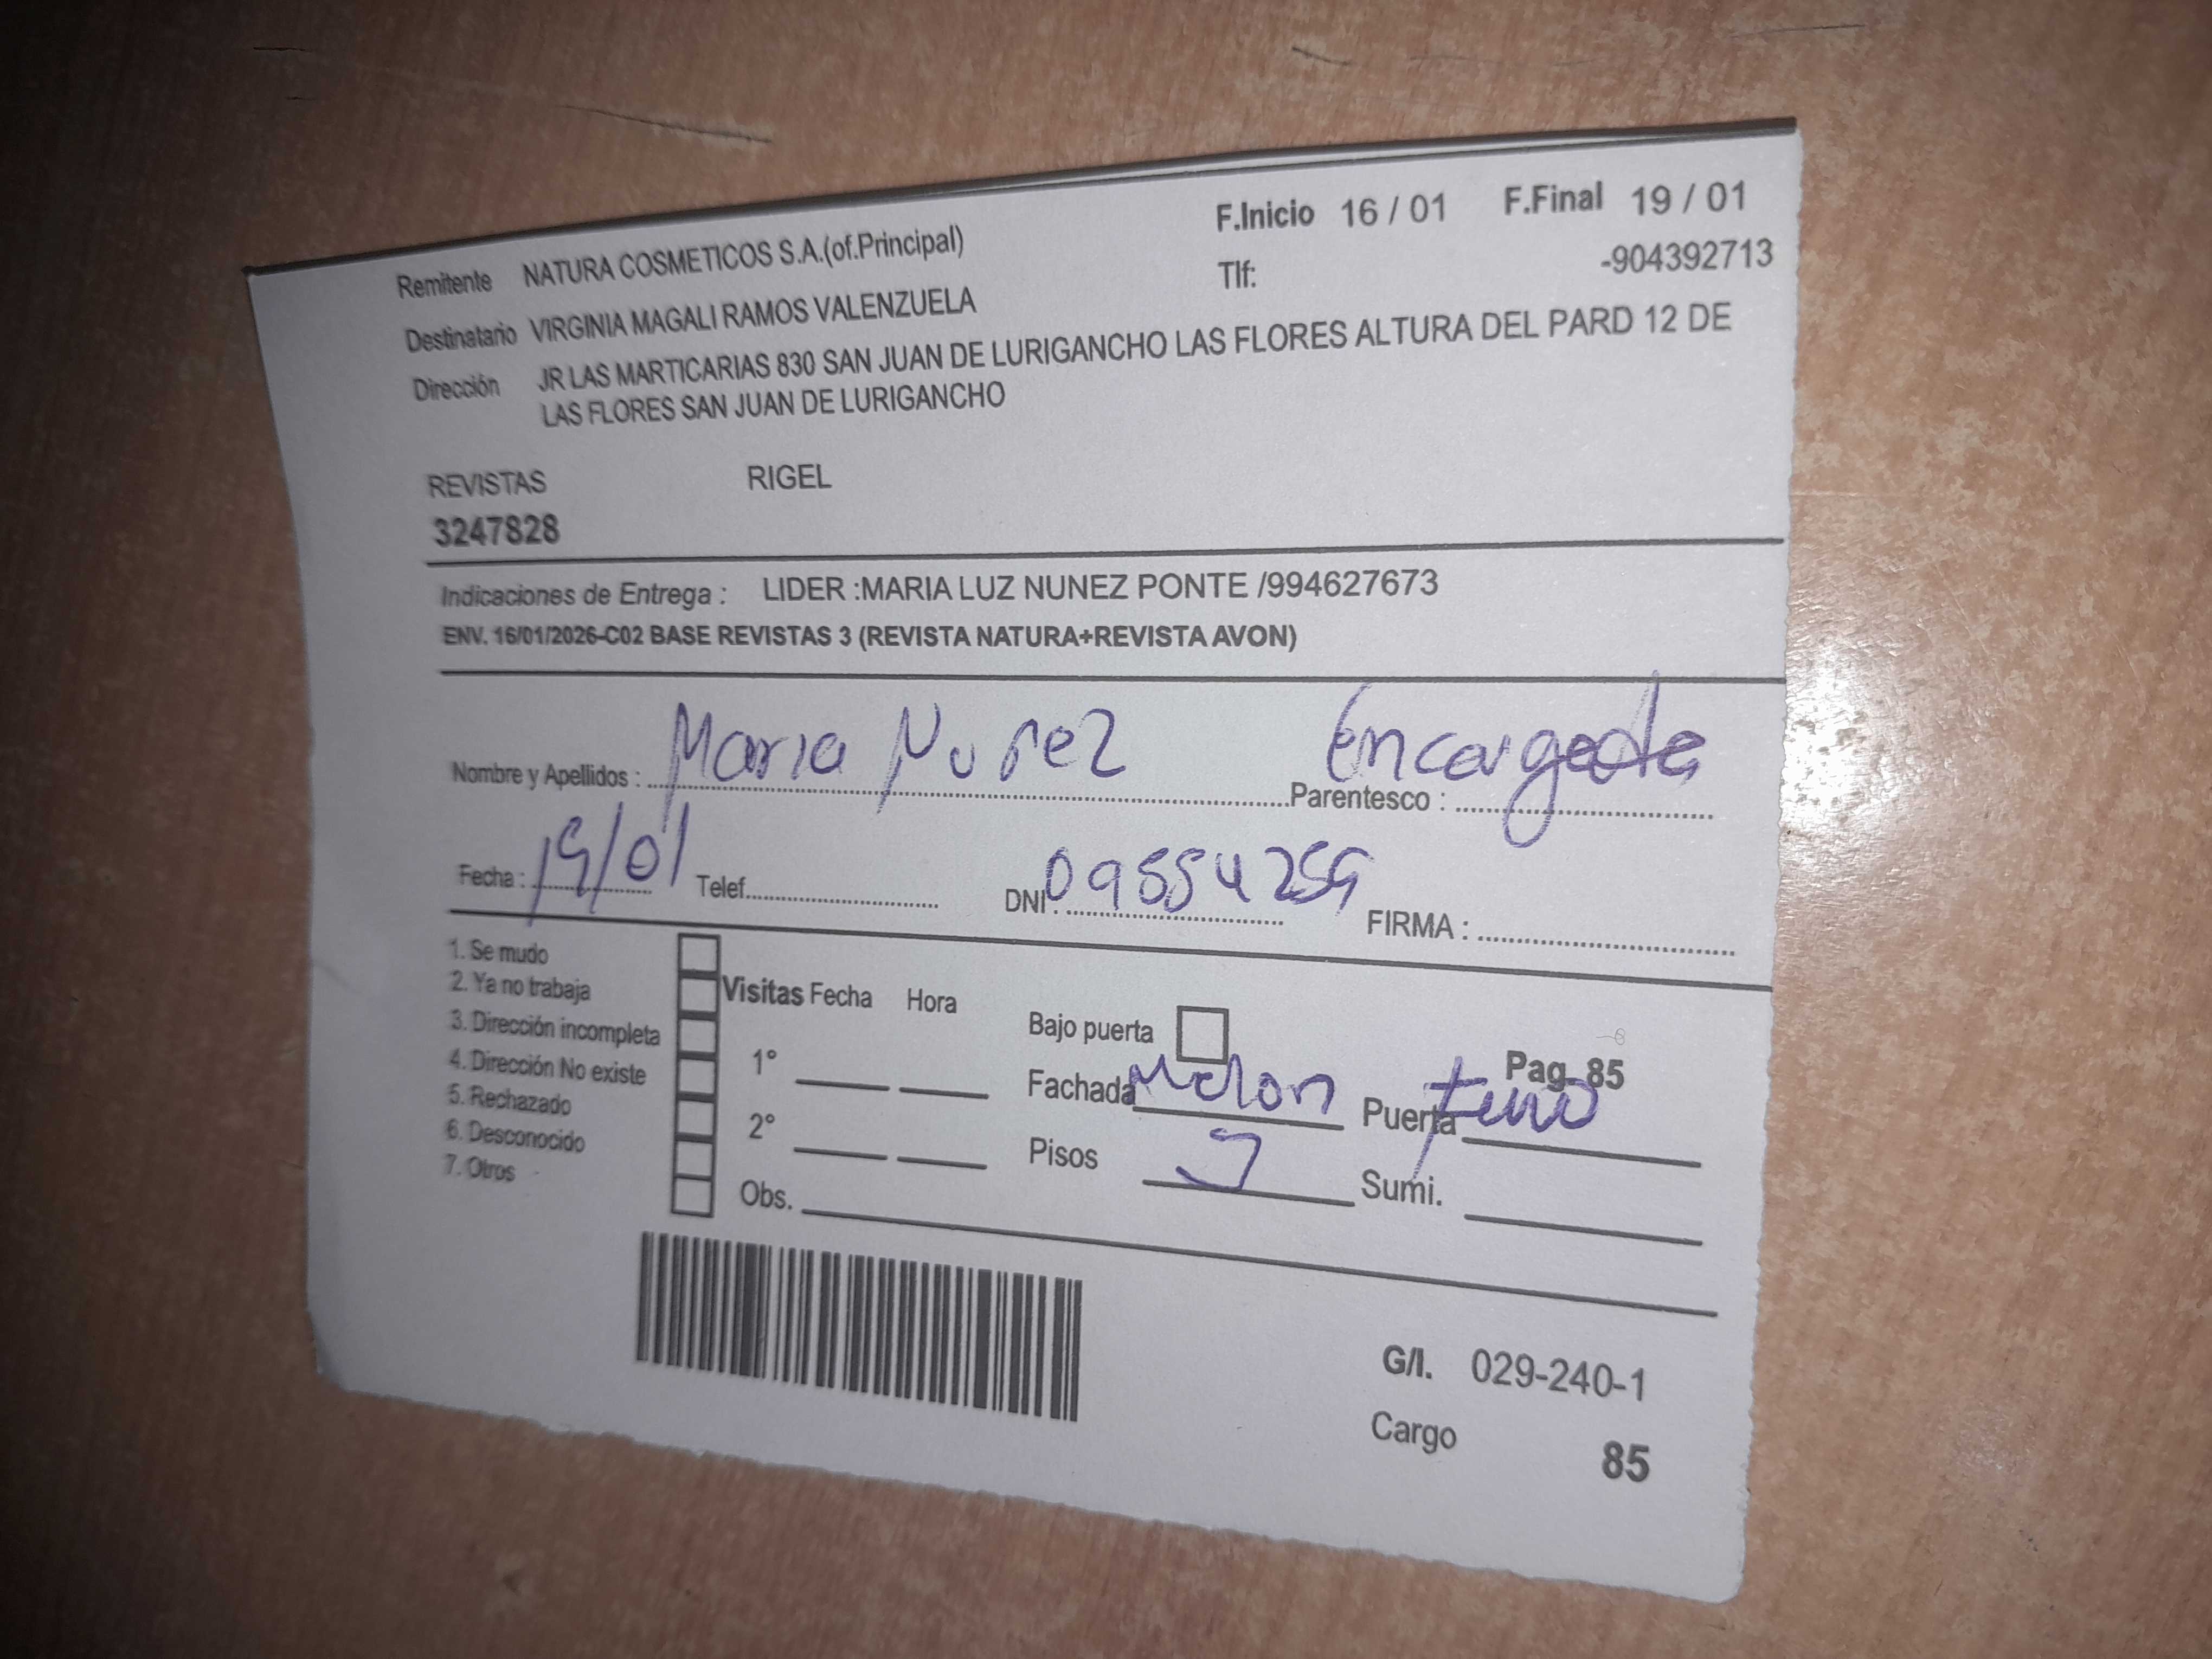 F.Inicio 16 / 01 F.Final 19 / 01
Remitente NATURA COSMETICOS S.A.(of.Principal)
Tlf: -904392713
Destinatario VIRGINIA MAGALI RAMOS VALENZUELA
Dirección JR LAS MARTICARIAS 830 SAN JUAN DE LURIGANCHO LAS FLORES ALTURA DEL PARD 12 DE
LAS FLORES SAN JUAN DE LURIGANCHO
REVISTAS RIGEL
3247828
Indicaciones de Entrega : LIDER :MARIA LUZ NUNEZ PONTE /994627673
ENV. 16/01/2026-C02 BASE REVISTAS 3 (REVISTA NATURA+REVISTA AVON)
Nombre y Apellidos : Maria Nuñez Parentesco : Encargada
Fecha : 19/01 Telef. DNI : FIRMA :
1. Se mudo
2. Ya no trabaja
3. Dirección incompleta
4. Dirección No existe
5. Rechazado
6. Desconocido
7. Otros
Visitas Fecha Hora
1°
2°
Obs.
Bajo puerta
Pag. 85
Fachada Melon Puerta
Pisos Sumi.
G/I. 029-240-1
Cargo 85